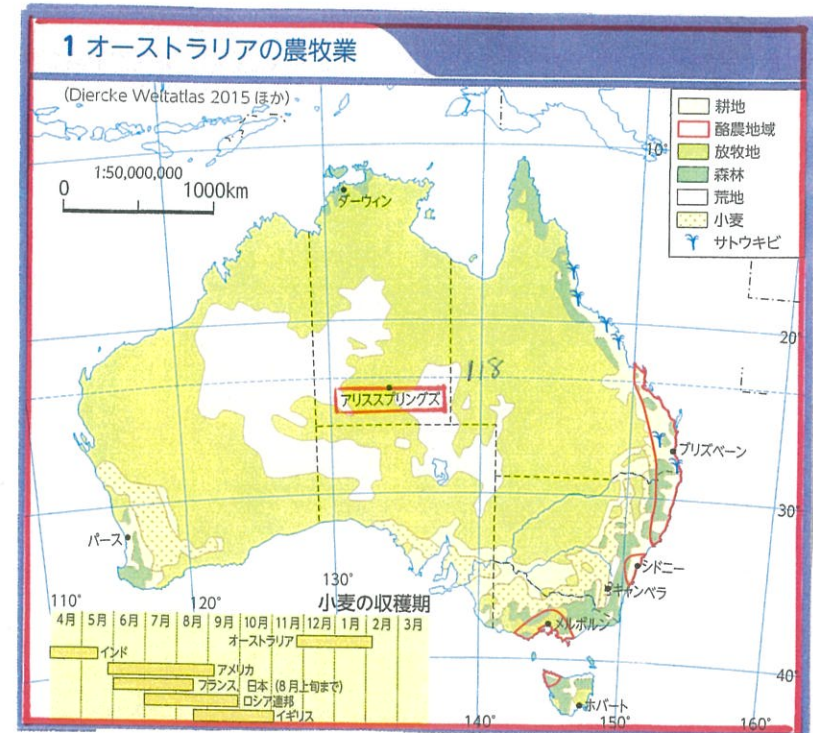 1 オーストラリアの農牧業
(Diercke Weltatlas 2015 ほか)
1:50,000,000
0 1000km
耕地
酪農地域
放牧地
森林
荒地
小麦
サトウキビ
10°
ダーウィン
20°
118
アリススプリングズ
ブリズベーン
30°
パース
シドニー
キャンベラ
130°
メルボルン
110°
120°
小麦の収穫期
4月 5月 6月 7月 8月 9月 10月 11月 12月 1月 2月 3月
オーストラリア
インド
アメリカ
フランス、日本 (8月上旬まで)
ロシア連邦
イギリス
40°
ホバート
140°
150°
160°